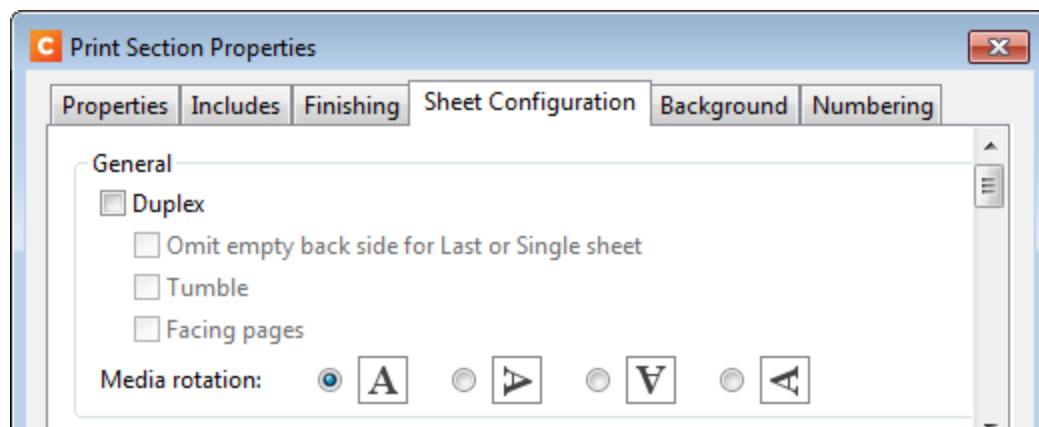 C Print Section Properties
Properties Includes Finishing Sheet Configuration Background Numbering
General
Duplex
Omit empty back side for Last or Single sheet
Tumble
Facing pages
Media rotation: A A A A